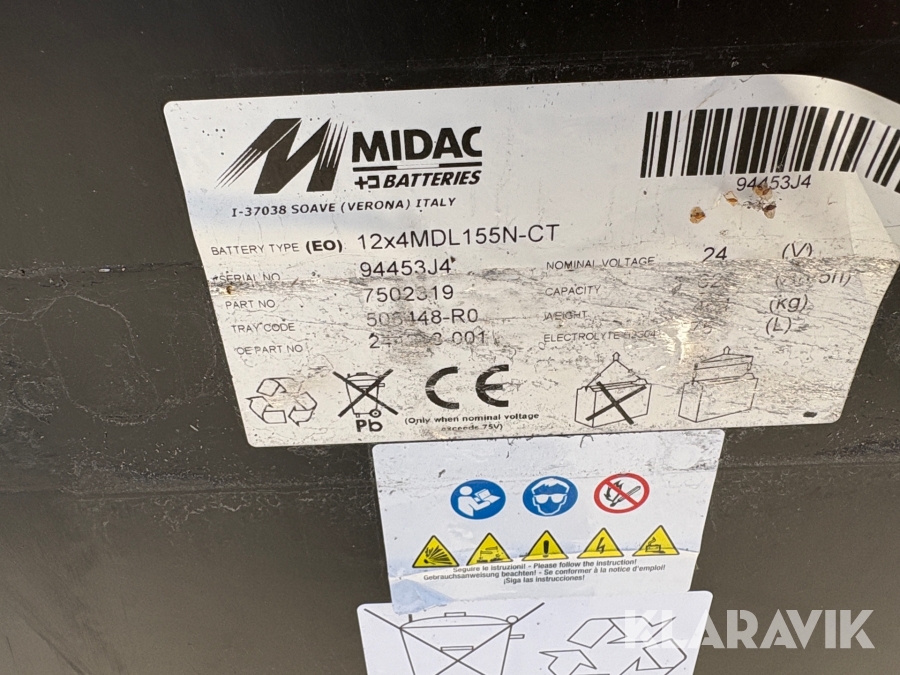 MIDAC
BATTERIES
I-37038 SOAVE (VERONA) ITALY
94453J4
BATTERY TYPE (EO) 12x4MDL155N-CT
SERIAL NO 94453J4
PART NO 7502319
TRAY CODE
OE PART NO
NOMINAL VOLTAGE 24 (V)
CAPACITY
WEIGHT (kg)
ELECTROLYTE (L)
Pb
CE
(Only when nominal voltage
exceeds 75V)
Seguire le istruzioni! - Please follow the instruction!
Gebrauchsanweisung beachten! - Se conformer à la notice d'emploi!
¡Siga las instrucciones!
KLARAVIK